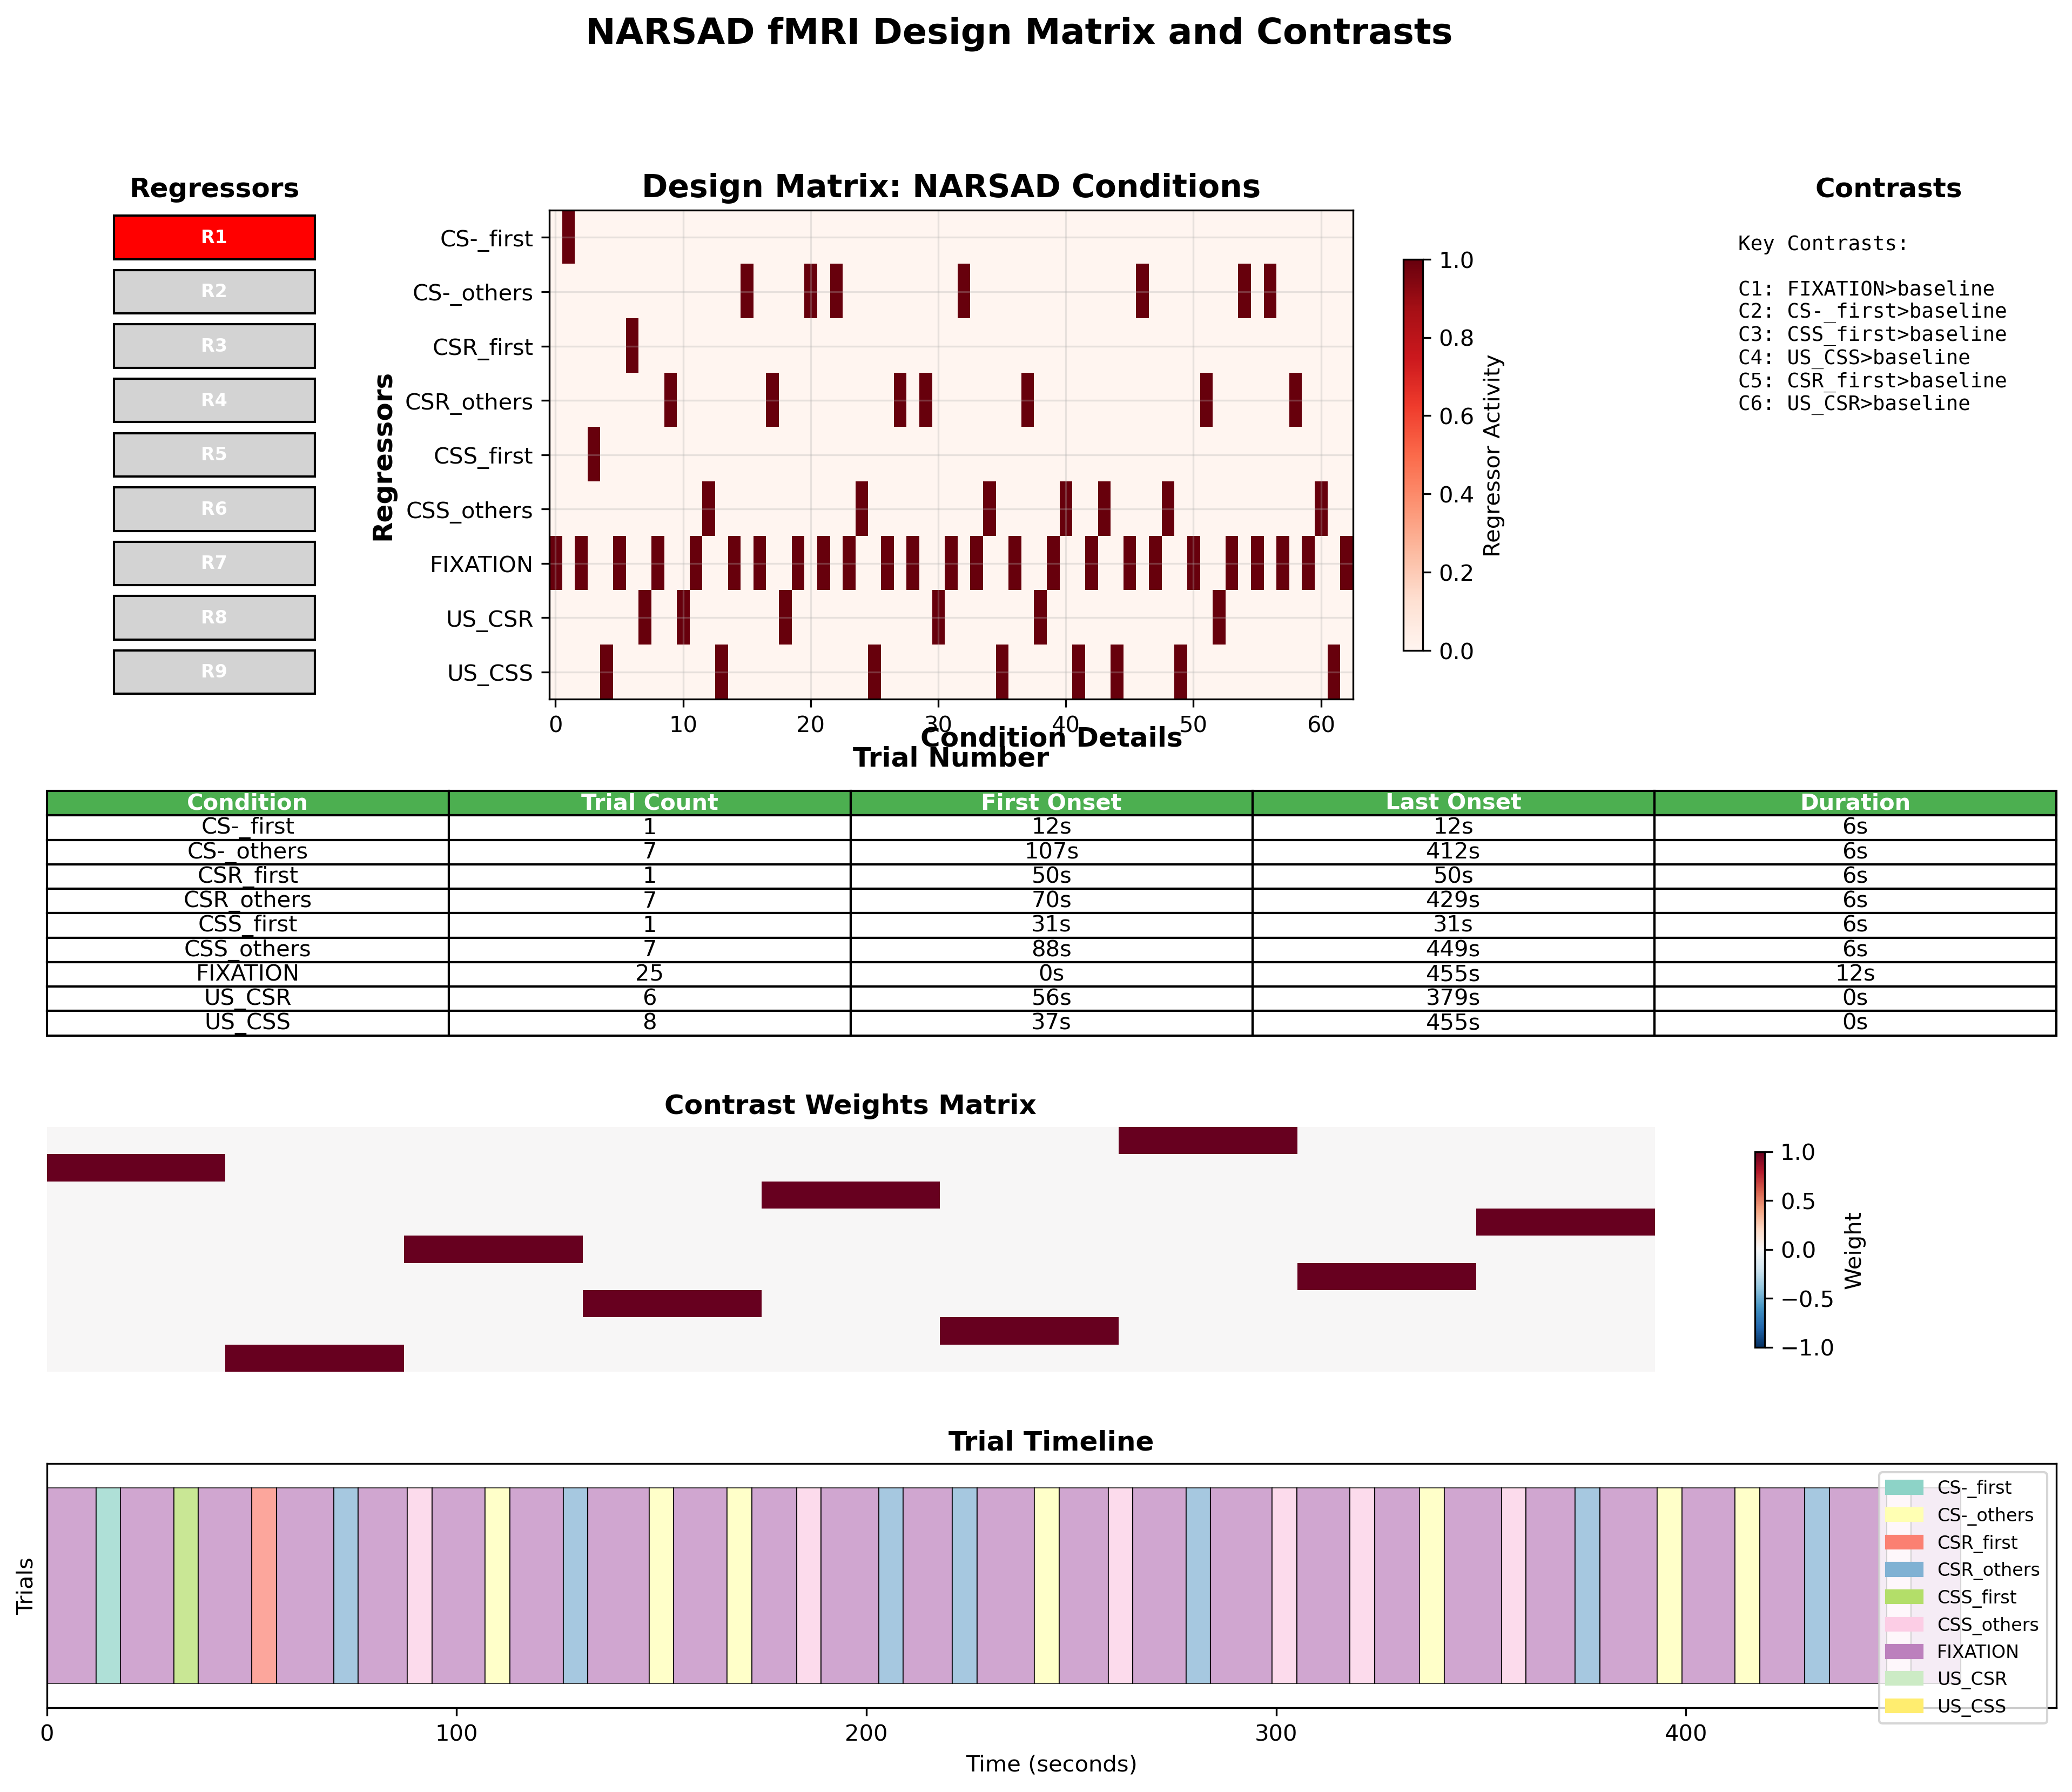 NARSAD fMRI Design Matrix and Contrasts
Regressors
R1
R2
R3
R4
R5
R6
R7
R8
R9
Design Matrix: NARSAD Conditions
Regressors
CS-_first
CS-_others
CSR_first
CSR_others
CSS_first
CSS_others
FIXATION
US_CSR
US_CSS
0 10 20 30 40 50 60
Trial Number
1.0
0.8
0.6
0.4
0.2
0.0
Regressor Activity
Contrasts
Key Contrasts:
C1: FIXATION>baseline
C2: CS-_first>baseline
C3: CSS_first>baseline
C4: US_CSS>baseline
C5: CSR_first>baseline
C6: US_CSR>baseline
Condition Details
Condition Trial Count First Onset Last Onset Duration
CS-_first 1 12s 12s 6s
CS-_others 7 107s 412s 6s
CSR_first 1 50s 50s 6s
CSR_others 7 70s 429s 6s
CSS_first 1 31s 31s 6s
CSS_others 7 88s 449s 6s
FIXATION 25 0s 455s 12s
US_CSR 6 56s 379s 0s
US_CSS 8 37s 455s 0s
Contrast Weights Matrix
1.0
0.5
0.0
−0.5
−1.0
Weight
Trial Timeline
Trials
CS-_first
CS-_others
CSR_first
CSR_others
CSS_first
CSS_others
FIXATION
US_CSR
US_CSS
0 100 200 300 400
Time (seconds)